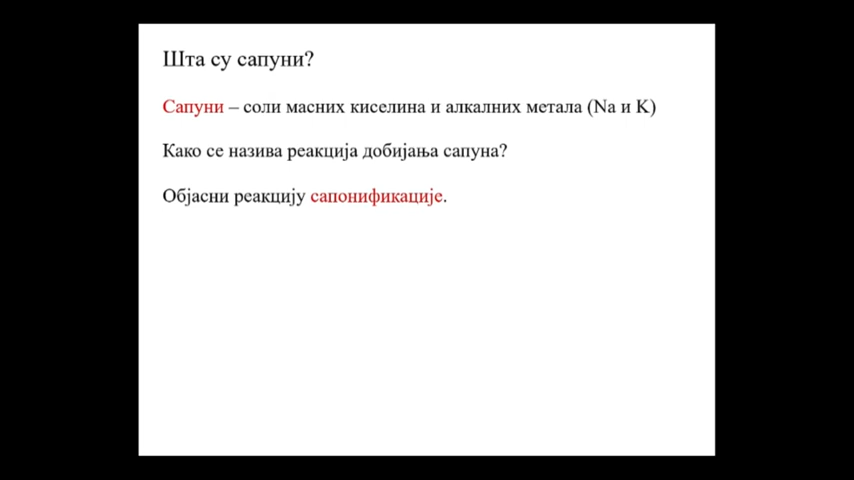 Шта су сапуни?
Сапуни – соли масних киселина и алкалних метала (Na и K)
Како се назива реакција добијања сапуна?
Објасни реакцију сапонификације.